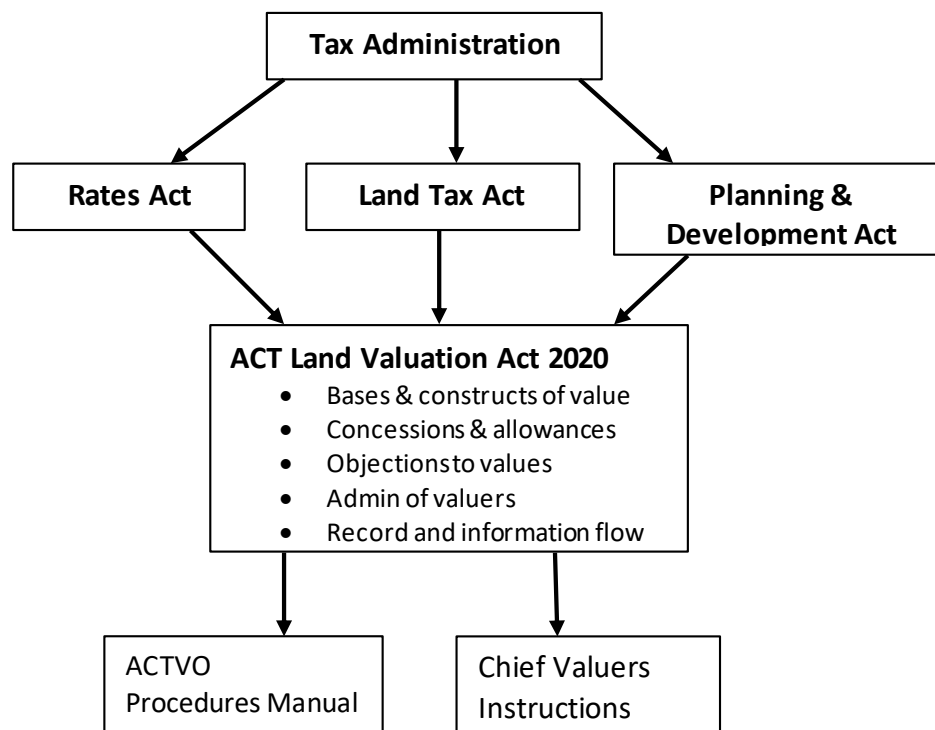 Tax Administration
Rates Act
Land Tax Act
Planning &
Development Act
ACT Land Valuation Act 2020
• Bases & constructs of value
• Concessions & allowances
• Objections to values
• Admin of valuers
• Record and information flow
ACTVO
Procedures Manual
Chief Valuers
Instructions